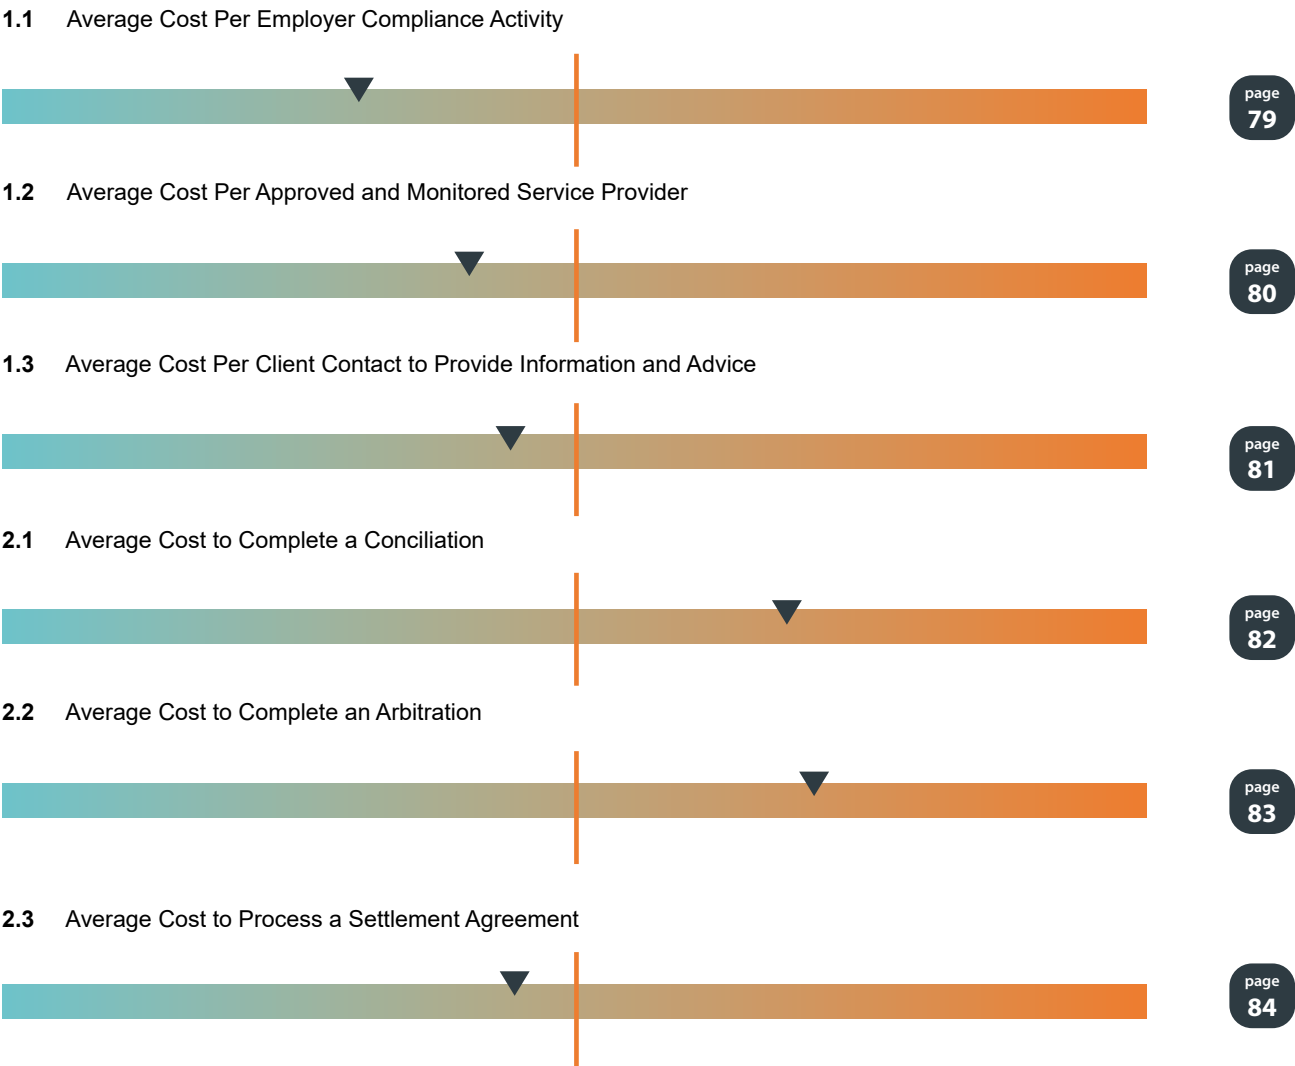 1.1 Average Cost Per Employer Compliance Activity
page
79
1.2 Average Cost Per Approved and Monitored Service Provider
page
80
1.3 Average Cost Per Client Contact to Provide Information and Advice
page
81
2.1 Average Cost to Complete a Conciliation
page
82
2.2 Average Cost to Complete an Arbitration
page
83
2.3 Average Cost to Process a Settlement Agreement
page
84